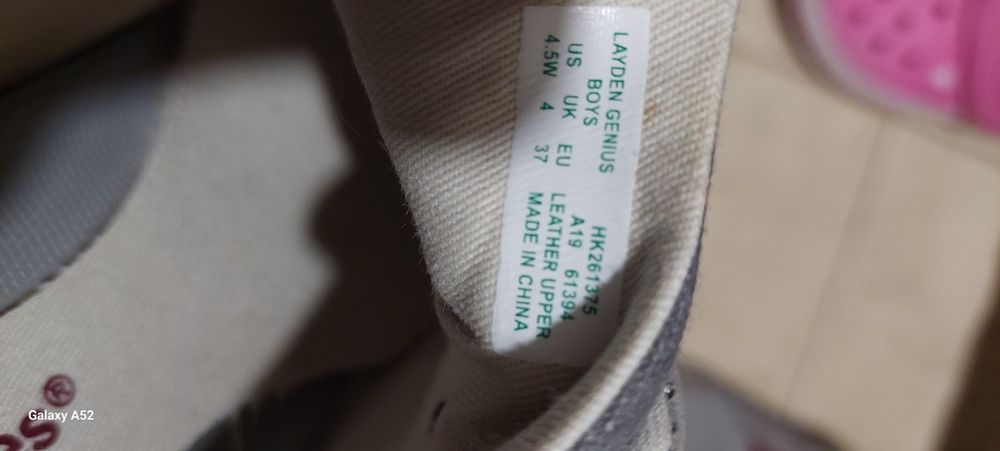 LAYDEN GENIUS
BOYS
US UK EU
4.5W 4 37
HK261375
A19 61394
LEATHER UPPER
MADE IN CHINA
Galaxy A52
®